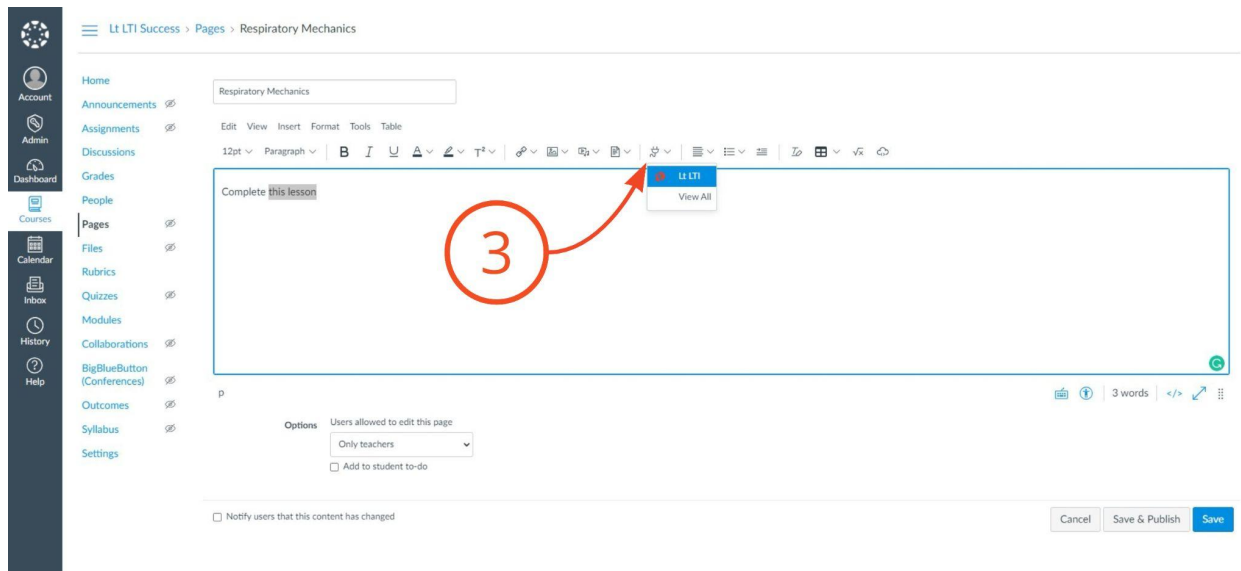 Lt LTI Success > Pages > Respiratory Mechanics
Account
Admin
Dashboard
Courses
Calendar
Inbox
History
Help
Home
Announcements
Assignments
Discussions
Grades
People
Pages
Files
Rubrics
Quizzes
Modules
Collaborations
BigBlueButton
(Conferences)
Outcomes
Syllabus
Settings
Respiratory Mechanics
Edit View Insert Format Tools Table
12pt Paragraph B I U A T²
Lt LTI
View All
Complete this lesson
3
p
3 words </>
Options
Users allowed to edit this page
Only teachers
Add to student to-do
Notify users that this content has changed
Cancel Save & Publish Save